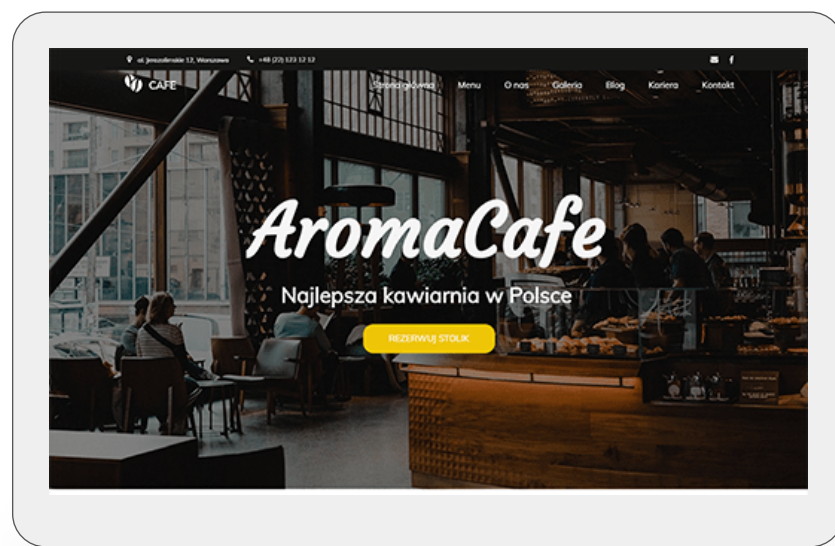 al. Jerozolimskie 12, Warszawa +48 (22) 123 12 12
CAFE Strona główna Menu O nas Galeria Blog Kariera Kontakt
AromaCafe
Najlepsza kawiarnia w Polsce
REZERWUJ STOLIK